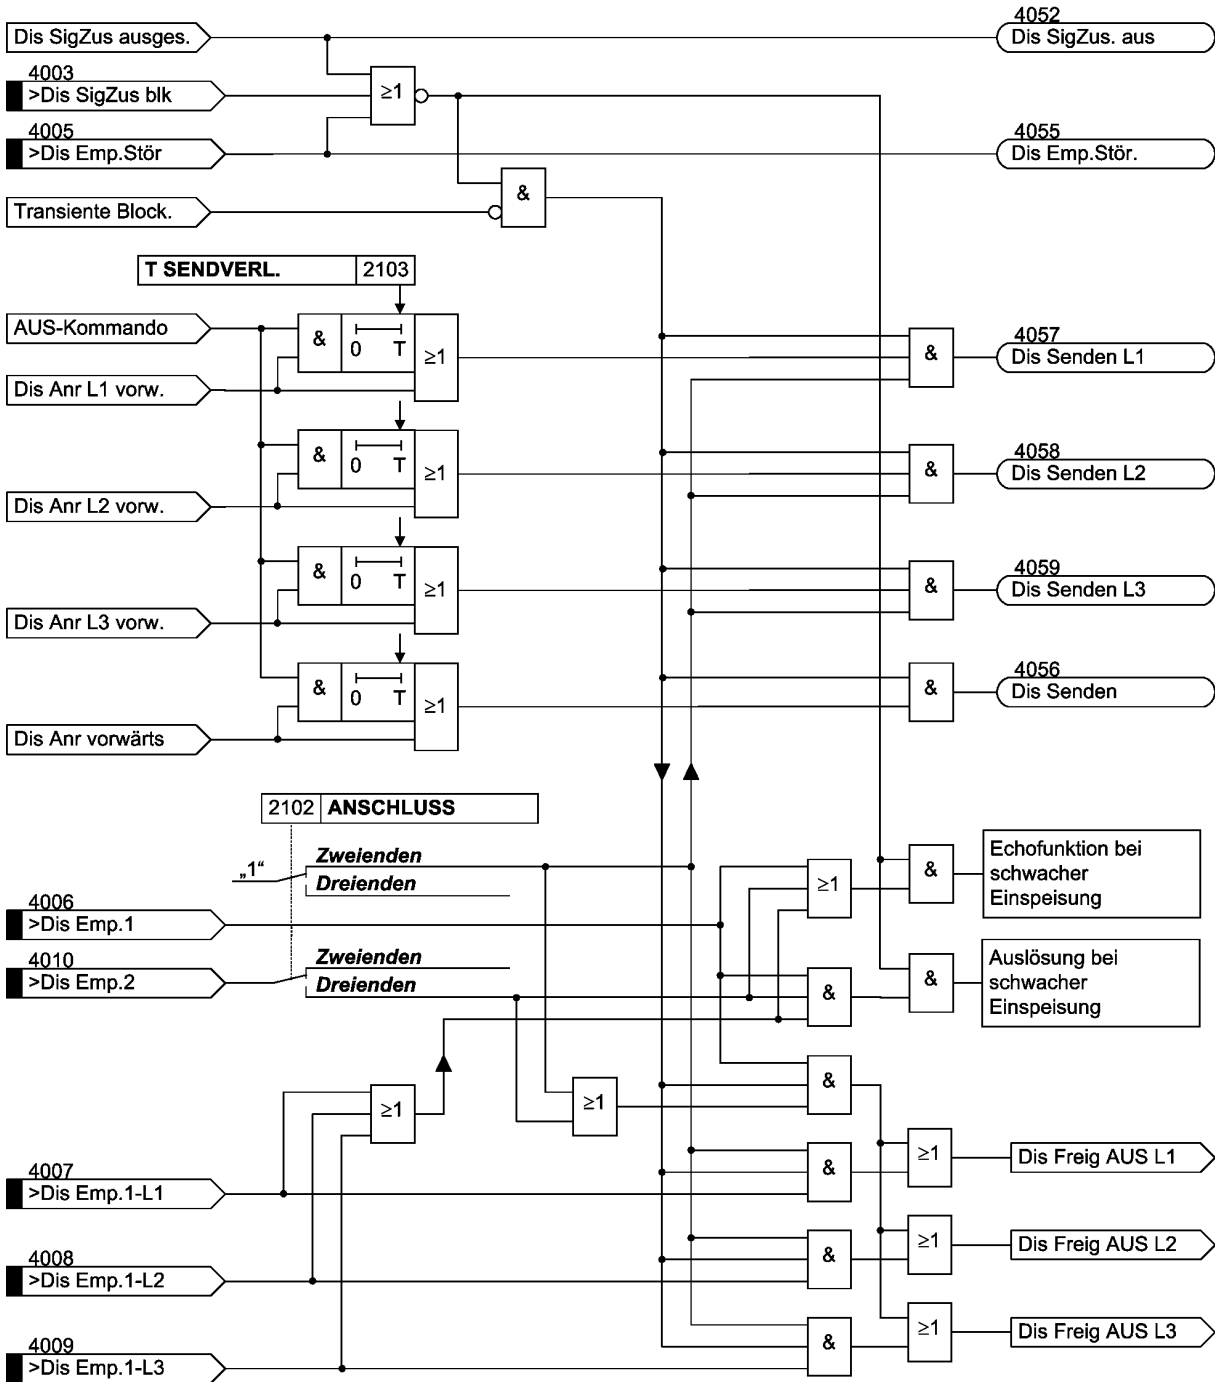 4052
Dis SigZus ausges.
Dis SigZus. aus
4003
>Dis SigZus blk
≥1
4005
>Dis Emp.Stör
4055
Dis Emp.Stör.
&
Transiente Block.
T SENDVERL. 2103
AUS-Kommando
& 0 T ≥1
&
4057
Dis Senden L1
Dis Anr L1 vorw.
& 0 T ≥1
&
4058
Dis Senden L2
Dis Anr L2 vorw.
& 0 T ≥1
&
4059
Dis Senden L3
Dis Anr L3 vorw.
& 0 T ≥1
&
4056
Dis Senden
Dis Anr vorwärts
2102 ANSCHLUSS
„1“
Zweienden
Dreienden
≥1
&
Echofunktion bei
schwacher
Einspeisung
4006
>Dis Emp.1
4010
>Dis Emp.2
Zweienden
Dreienden
&
&
Auslösung bei
schwacher
Einspeisung
≥1
≥1
&
4007
>Dis Emp.1-L1
&
≥1
Dis Freig AUS L1
4008
>Dis Emp.1-L2
&
≥1
Dis Freig AUS L2
4009
>Dis Emp.1-L3
&
≥1
Dis Freig AUS L3